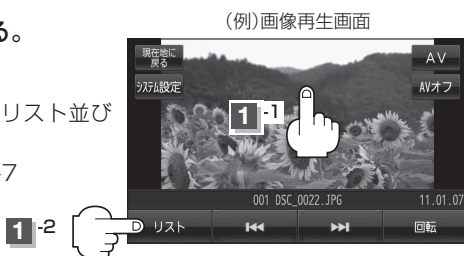 (例)画像再生画面
る。
現在地に
戻る
AV
システム設定
AVオフ
リスト並び
1 -1
7
001 DSC_0022.JPG 11.01.07
1 -2
リスト
回転